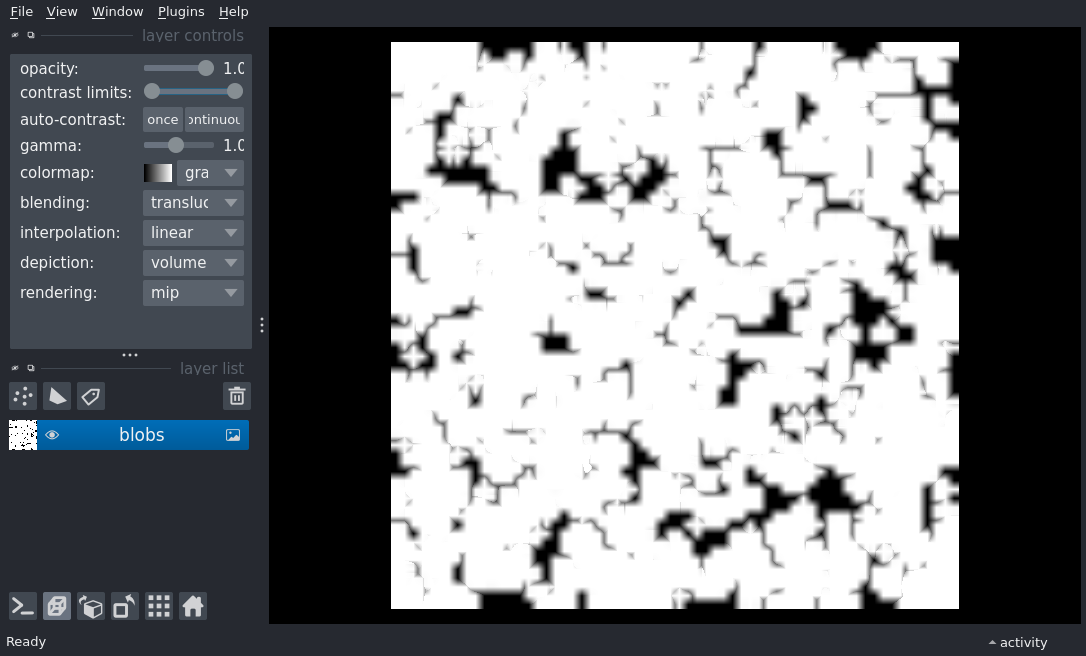 File View Window Plugins Help
layer controls
opacity: 1.0
contrast limits:
auto-contrast: once ontinuou
gamma: 1.0
colormap: gra
blending: transluc
interpolation: linear
depiction: volume
rendering: mip
layer list
blobs
Ready
activity